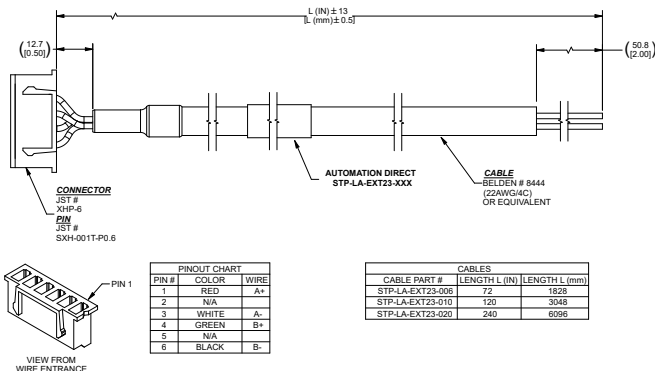 L (IN) ± 13
[L (mm) ± 0.5]
(12.7
[0.50])
(50.8
[2.00])
AUTOMATION DIRECT
STP-LA-EXT23-XXX
CABLE
BELDEN # 8444
(22AWG/4C)
OR EQUIVALENT
CONNECTOR
JST #
XHP-6
PIN
JST #
SXH-001T-P0.6
PIN 1
VIEW FROM
WIRE ENTRANCE
PINOUT CHART
PIN # COLOR WIRE
1 RED A+
2 N/A
3 WHITE A-
4 GREEN B+
5 N/A
6 BLACK B-
CABLES
CABLE PART # LENGTH L (IN) LENGTH L (mm)
STP-LA-EXT23-006 72 1828
STP-LA-EXT23-010 120 3048
STP-LA-EXT23-020 240 6096